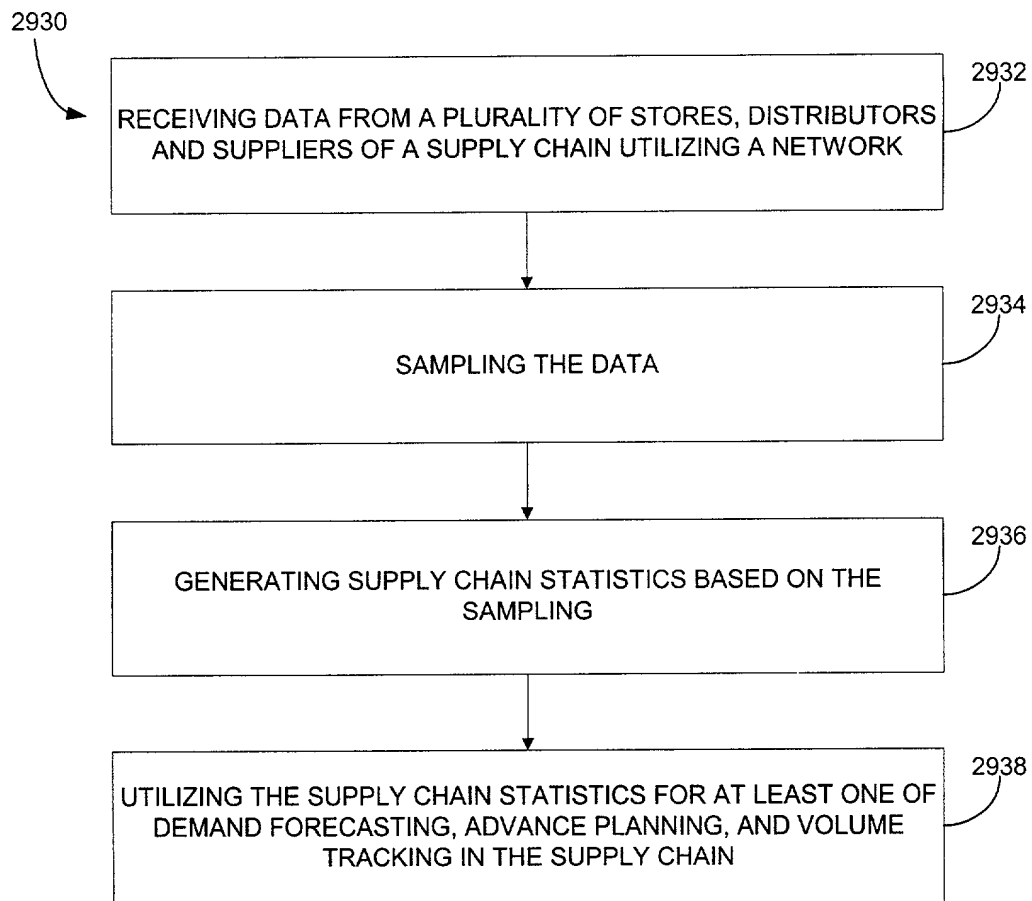 2930
2932
RECEIVING DATA FROM A PLURALITY OF STORES, DISTRIBUTORS
AND SUPPLIERS OF A SUPPLY CHAIN UTILIZING A NETWORK
2934
SAMPLING THE DATA
2936
GENERATING SUPPLY CHAIN STATISTICS BASED ON THE
SAMPLING
2938
UTILIZING THE SUPPLY CHAIN STATISTICS FOR AT LEAST ONE OF
DEMAND FORECASTING, ADVANCE PLANNING, AND VOLUME
TRACKING IN THE SUPPLY CHAIN